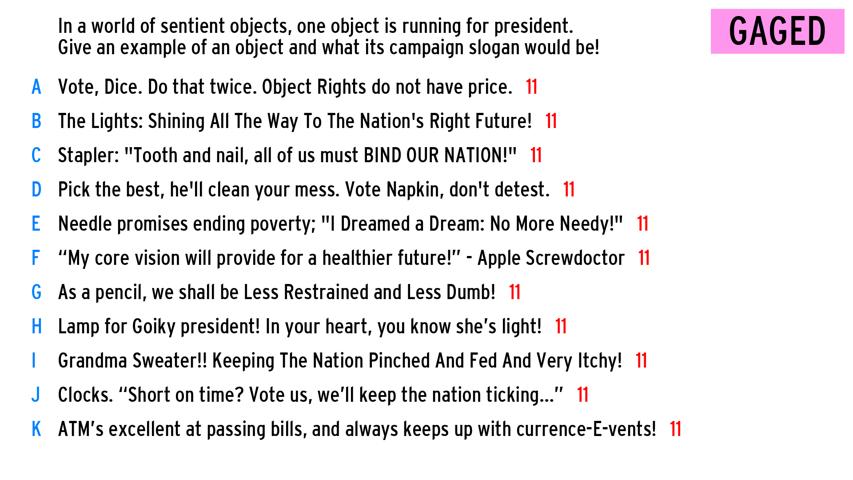 In a world of sentient objects, one object is running for president.
Give an example of an object and what its campaign slogan would be!
GAGED
A Vote, Dice. Do that twice. Object Rights do not have price. 11
B The Lights: Shining All The Way To The Nation's Right Future! 11
C Stapler: "Tooth and nail, all of us must BIND OUR NATION!" 11
D Pick the best, he'll clean your mess. Vote Napkin, don't detest. 11
E Needle promises ending poverty; "I Dreamed a Dream: No More Needy!" 11
F “My core vision will provide for a healthier future!” - Apple Screwdoctor 11
G As a pencil, we shall be Less Restrained and Less Dumb! 11
H Lamp for Goiky president! In your heart, you know she’s light! 11
I Grandma Sweater!! Keeping The Nation Pinched And Fed And Very Itchy! 11
J Clocks. “Short on time? Vote us, we’ll keep the nation ticking...” 11
K ATM’s excellent at passing bills, and always keeps up with currence-E-vents! 11